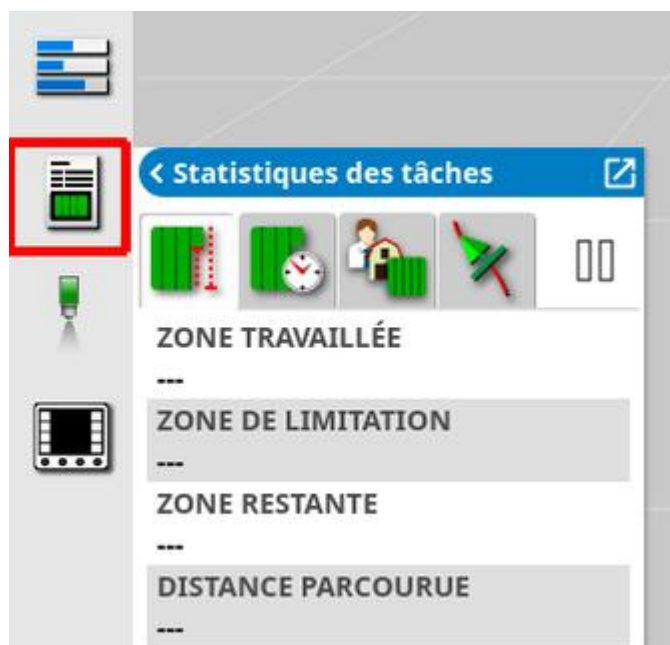 Statistiques des tâches
ZONE TRAVAILLÉE
---
ZONE DE LIMITATION
---
ZONE RESTANTE
---
DISTANCE PARCOURUE
---